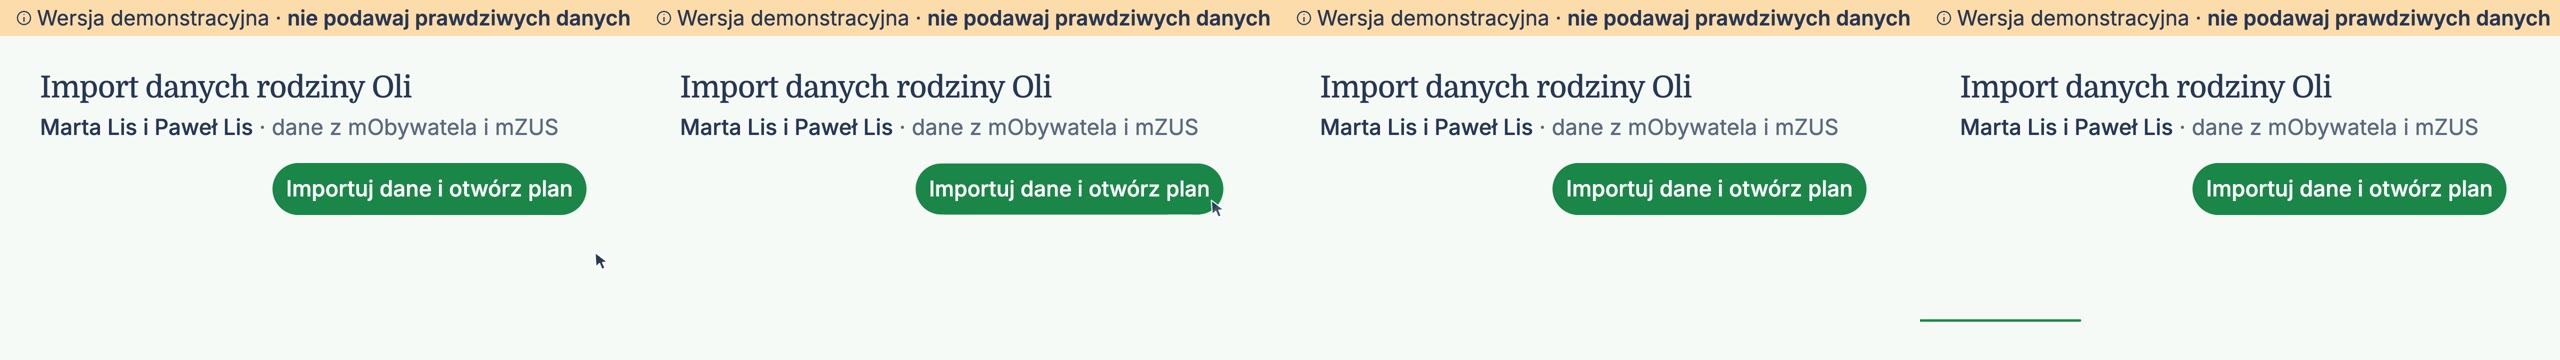 Wersja demonstracyjna · nie podawaj prawdziwych danych
Import danych rodziny Oli
Marta Lis i Paweł Lis · dane z mObywatela i mZUS
Importuj dane i otwórz plan
Wersja demonstracyjna · nie podawaj prawdziwych danych
Import danych rodziny Oli
Marta Lis i Paweł Lis · dane z mObywatela i mZUS
Importuj dane i otwórz plan
Wersja demonstracyjna · nie podawaj prawdziwych danych
Import danych rodziny Oli
Marta Lis i Paweł Lis · dane z mObywatela i mZUS
Importuj dane i otwórz plan
Wersja demonstracyjna · nie podawaj prawdziwych danych
Import danych rodziny Oli
Marta Lis i Paweł Lis · dane z mObywatela i mZUS
Importuj dane i otwórz plan